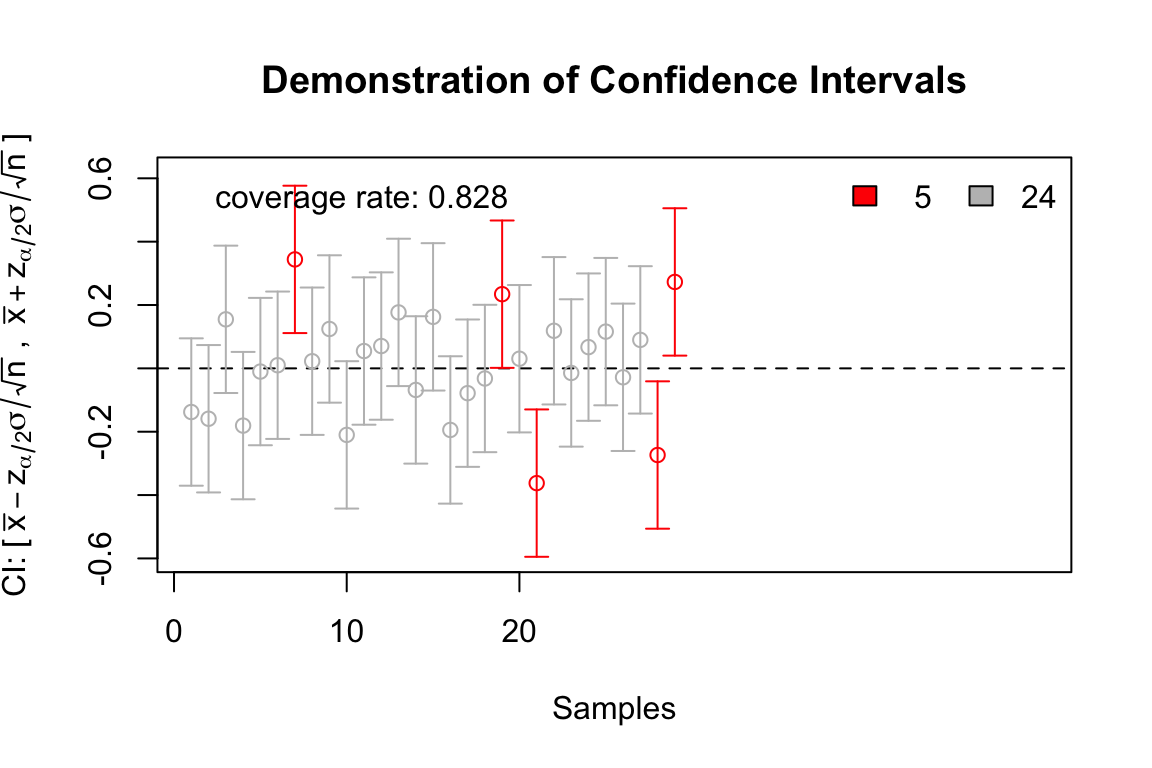 Demonstration of Confidence Intervals
CI: [ x̅ − zα/2σ/√n , x̅ + zα/2σ/√n ]
0.6
0.2
-0.2
-0.6
coverage rate: 0.828
5
24
0
10
20
Samples